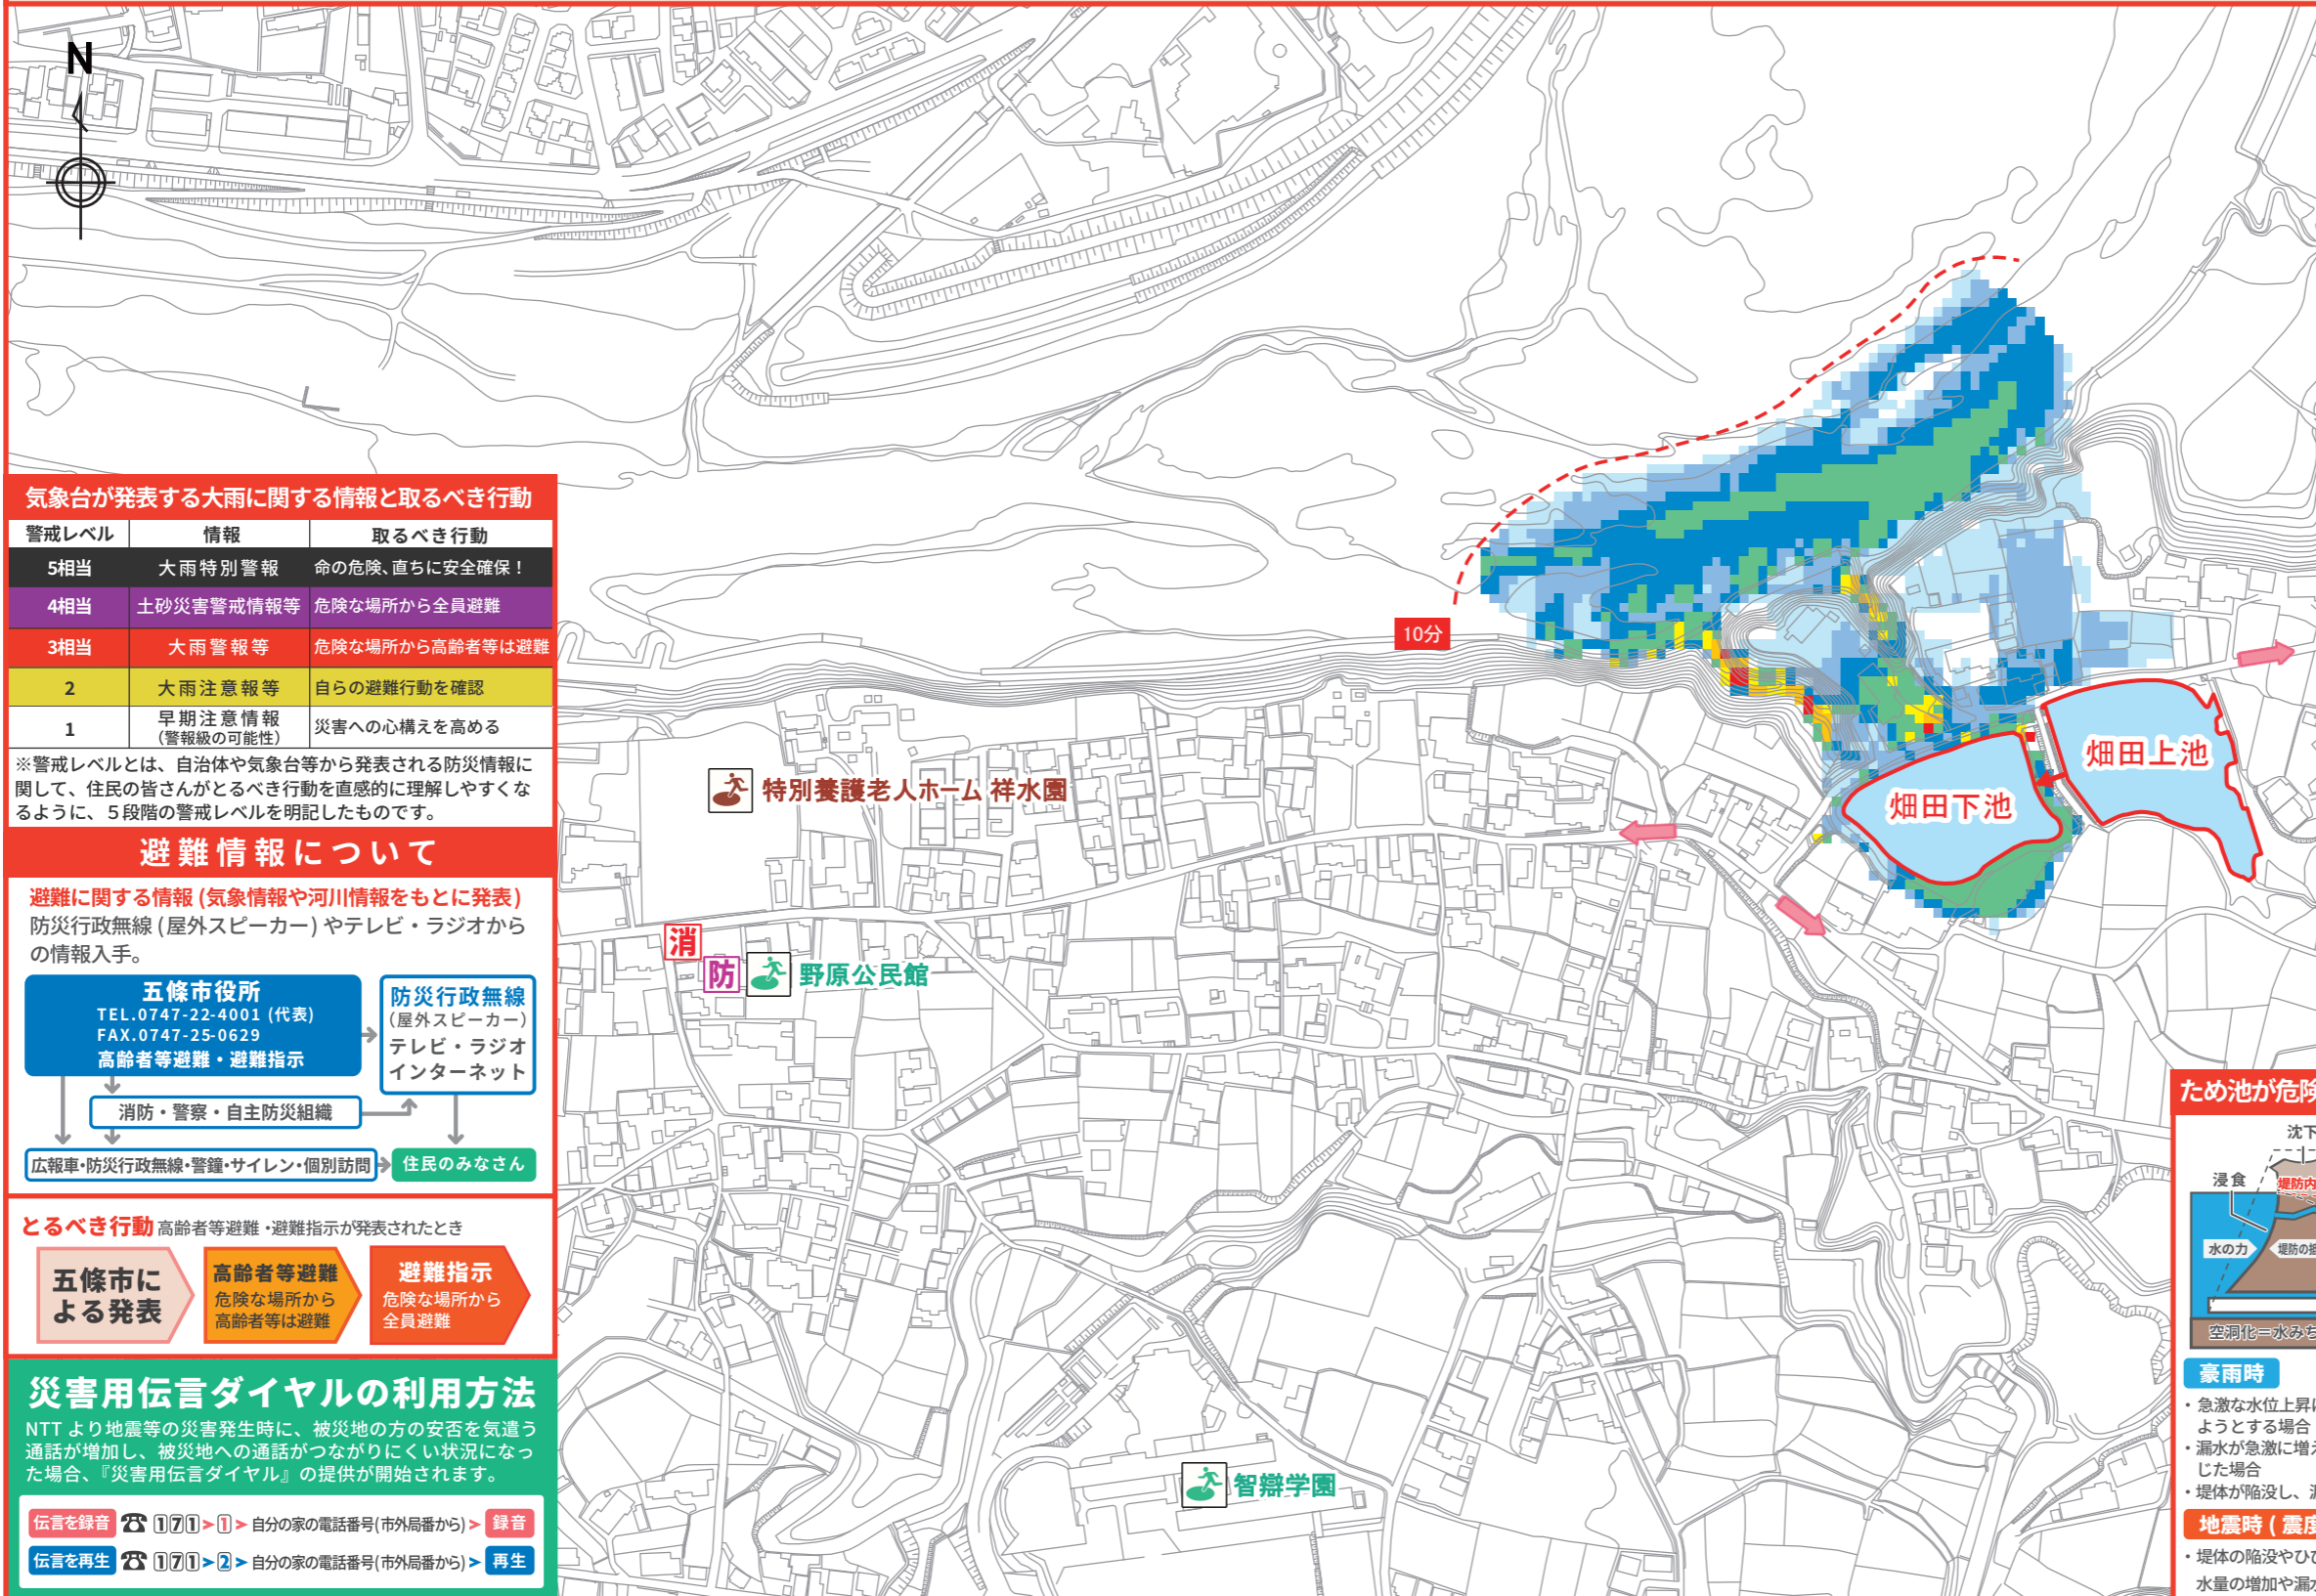 N
気象台が発表する大雨に関する情報と取るべき行動
警戒レベル 情報 取るべき行動
5相当 大雨特別警報 命の危険、直ちに安全確保！
4相当 土砂災害警戒情報等 危険な場所から全員避難
3相当 大雨警報等 危険な場所から高齢者等は避難
2 大雨注意報等 自らの避難行動を確認
1 早期注意情報 (警報級の可能性) 災害への心構えを高める
※警戒レベルとは、自治体や気象台等から発表される防災情報に
関して、住民の皆さんがとるべき行動を直感的に理解しやすくな
るように、５段階の警戒レベルを明記したものです。
避難情報について
避難に関する情報 (気象情報や河川情報をもとに発表)
防災行政無線 (屋外スピーカー) やテレビ・ラジオから
の情報入手。
五條市役所
TEL.0747-22-4001 (代表)
FAX.0747-25-0629
高齢者等避難・避難指示
防災行政無線
(屋外スピーカー)
テレビ・ラジオ
インターネット
消防・警察・自主防災組織
広報車・防災行政無線・警鐘・サイレン・個別訪問
住民のみなさん
とるべき行動 高齢者等避難・避難指示が発表されたとき
五條市に
よる発表
高齢者等避難
危険な場所から
高齢者等は避難
避難指示
危険な場所から
全員避難
災害用伝言ダイヤルの利用方法
NTT より地震等の災害発生時に、被災地の方の安否を気遣う
通話が増加し、被災地への通話がつながりにくい状況になっ
た場合、『災害用伝言ダイヤル』の提供が開始されます。
伝言を録音 ☎ 171 > 1 > 自分の家の電話番号(市外局番から) > 録音
伝言を再生 ☎ 171 > 2 > 自分の家の電話番号(市外局番から) > 再生
10分
畑田上池
畑田下池
特別養護老人ホーム 祥水園
消
防
野原公民館
智辯学園
ため池が危険
沈下
浸食
堤防内
水の力
堤防の
空洞化＝水みち
豪雨時
・急激な水位上昇に
ようとする場合
・漏水が急激に増え
じた場合
・堤体が陥没し、
地震時 ( 震度
・堤体の陥没やひび
水量の増加や漏